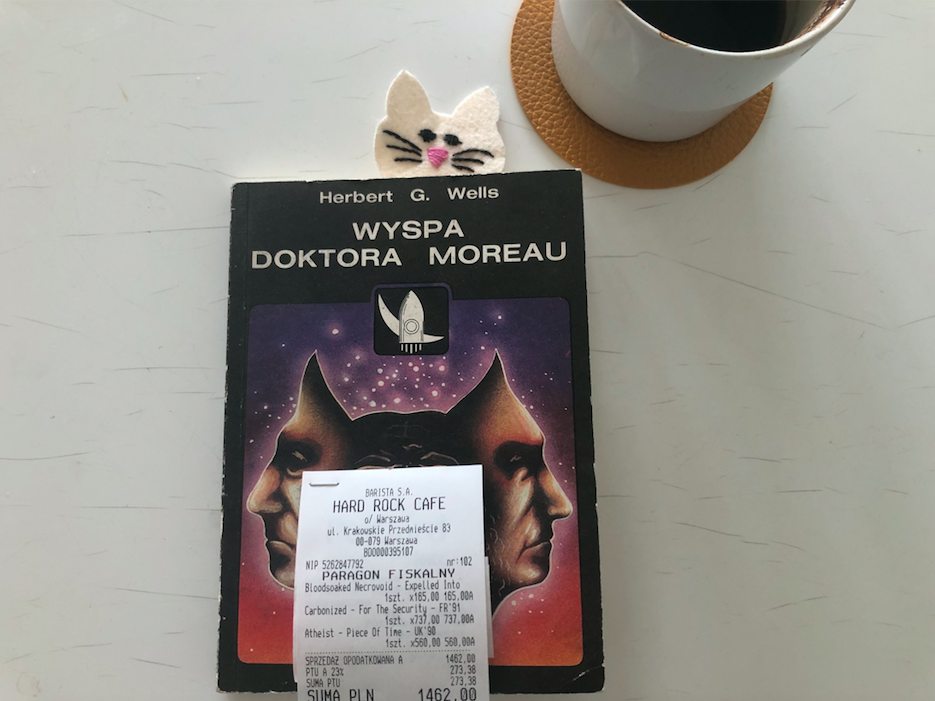 Herbert G. Wells
WYSPA
DOKTORA MOREAU
BARISTA S.A.
HARD ROCK CAFE
o/ Warszawa
ul. Krakowskie Przedmieście 83
00-079 Warszawa
BDO000395107
NIP 5262847792 nr:102
PARAGON FISKALNY
Bloodsoaked Necrovoid - Expelled Into
1szt. x165,00 165,00A
Carbonized - For The Security - FR'91
1szt. x737,00 737,00A
Atheist - Piece Of Time - UK'90
1szt. x560,00 560,00A
SPRZEDAŻ OPODATKOWANA A 1462,00
PTU A 23% 273,38
SUMA PTU 273,38
SUMA PLN 1462,00